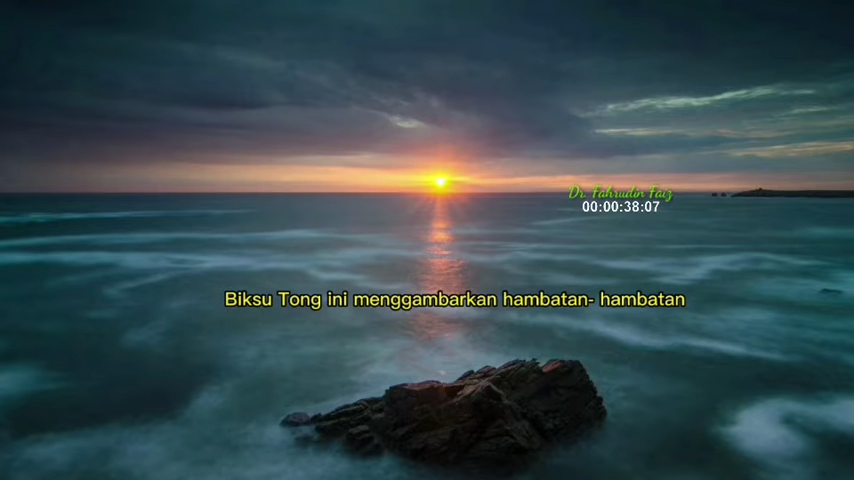 Dr. Fahrudin Faiz
00:00:38:07
Biksu Tong ini menggambarkan hambatan- hambatan